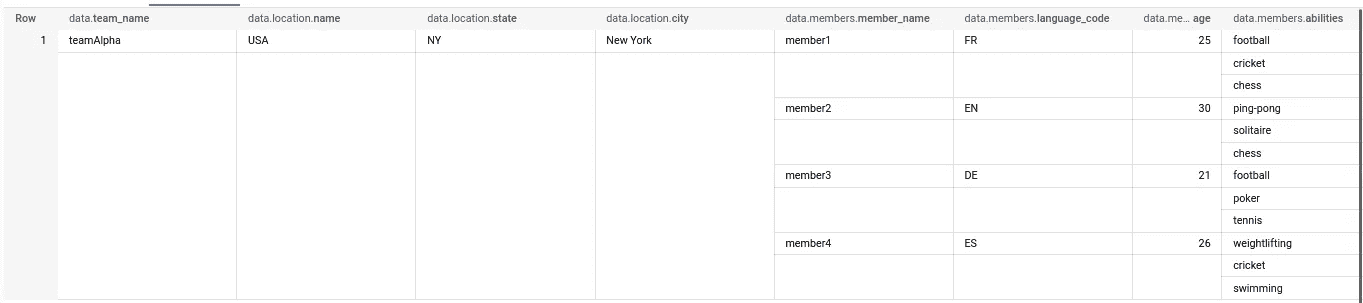 Row data.team_name data.location.name data.location.state data.location.city data.members.member_name data.members.language_code data.me... age data.members.abilities
1 teamAlpha USA NY New York member1 FR 25 football
cricket
chess
member2 EN 30 ping-pong
solitaire
chess
member3 DE 21 football
poker
tennis
member4 ES 26 weightlifting
cricket
swimming